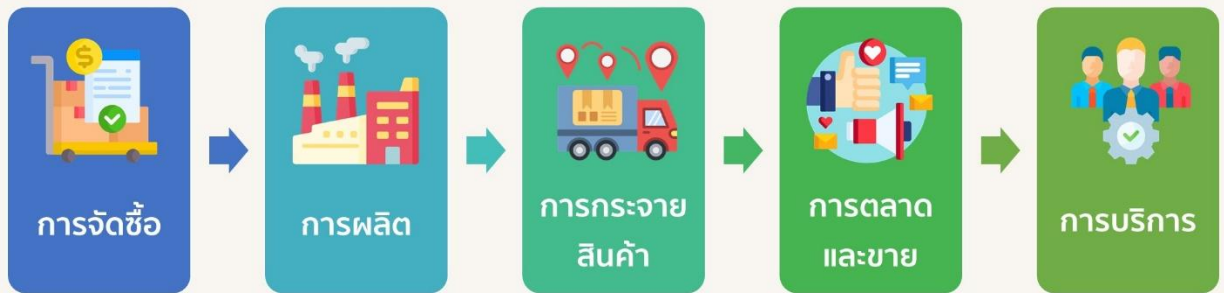 การจัดซื้อ
การผลิต
การกระจาย
สินค้า
การตลาด
และขาย
การบริการ